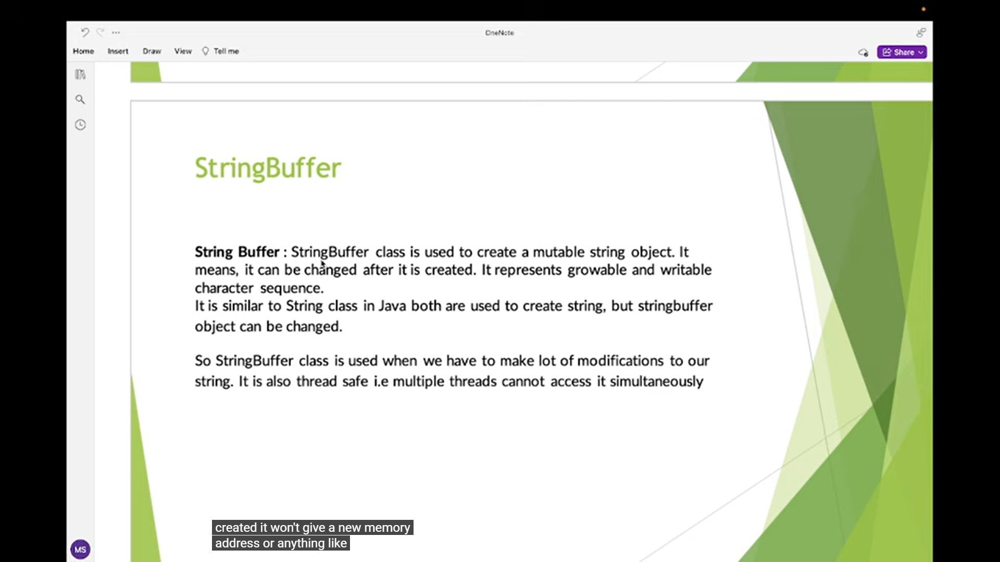 OneNote
Home Insert Draw View Tell me
Share
StringBuffer
String Buffer : StringBuffer class is used to create a mutable string object. It
means, it can be changed after it is created. It represents growable and writable
character sequence.
It is similar to String class in Java both are used to create string, but stringbuffer
object can be changed.
So StringBuffer class is used when we have to make lot of modifications to our
string. It is also thread safe i.e multiple threads cannot access it simultaneously
created it won't give a new memory
address or anything like
MS